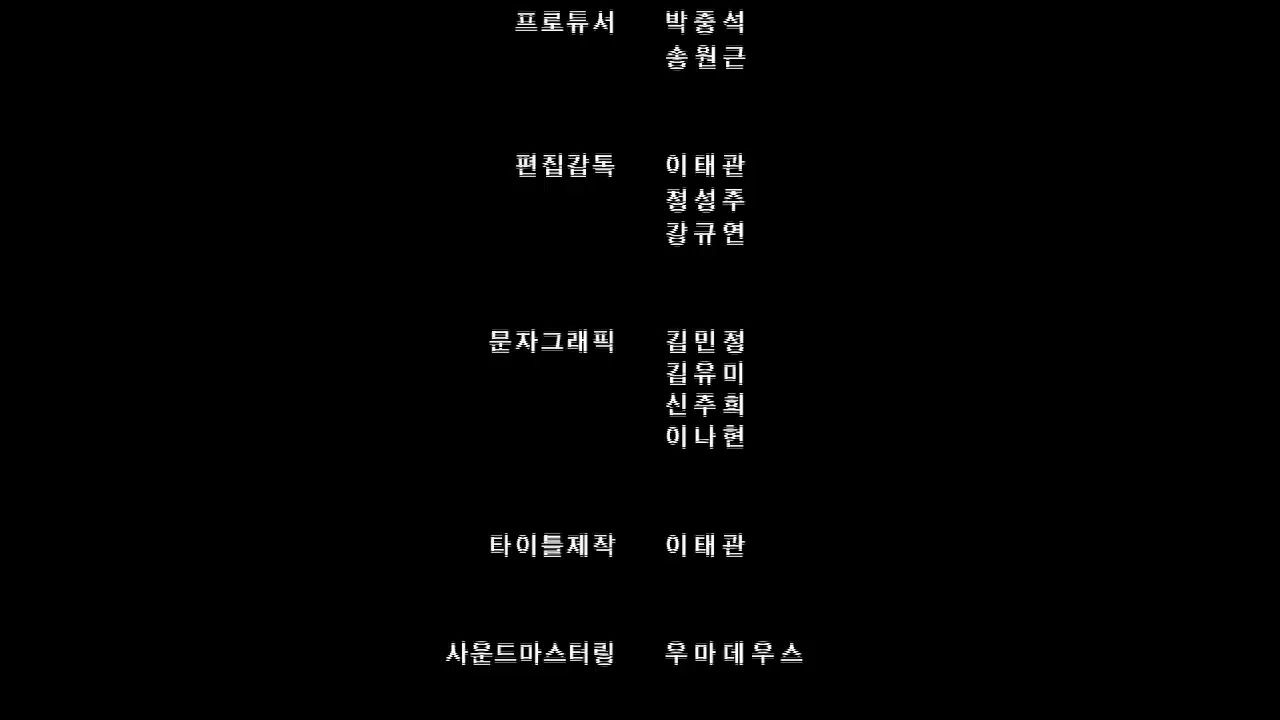 프로듀서 박중석
송원근
편집감독 이태관
정성주
강규연
문자그래픽 김민정
김유미
신주희
이나현
타이틀제작 이태관
사운드마스터링 우마데우스